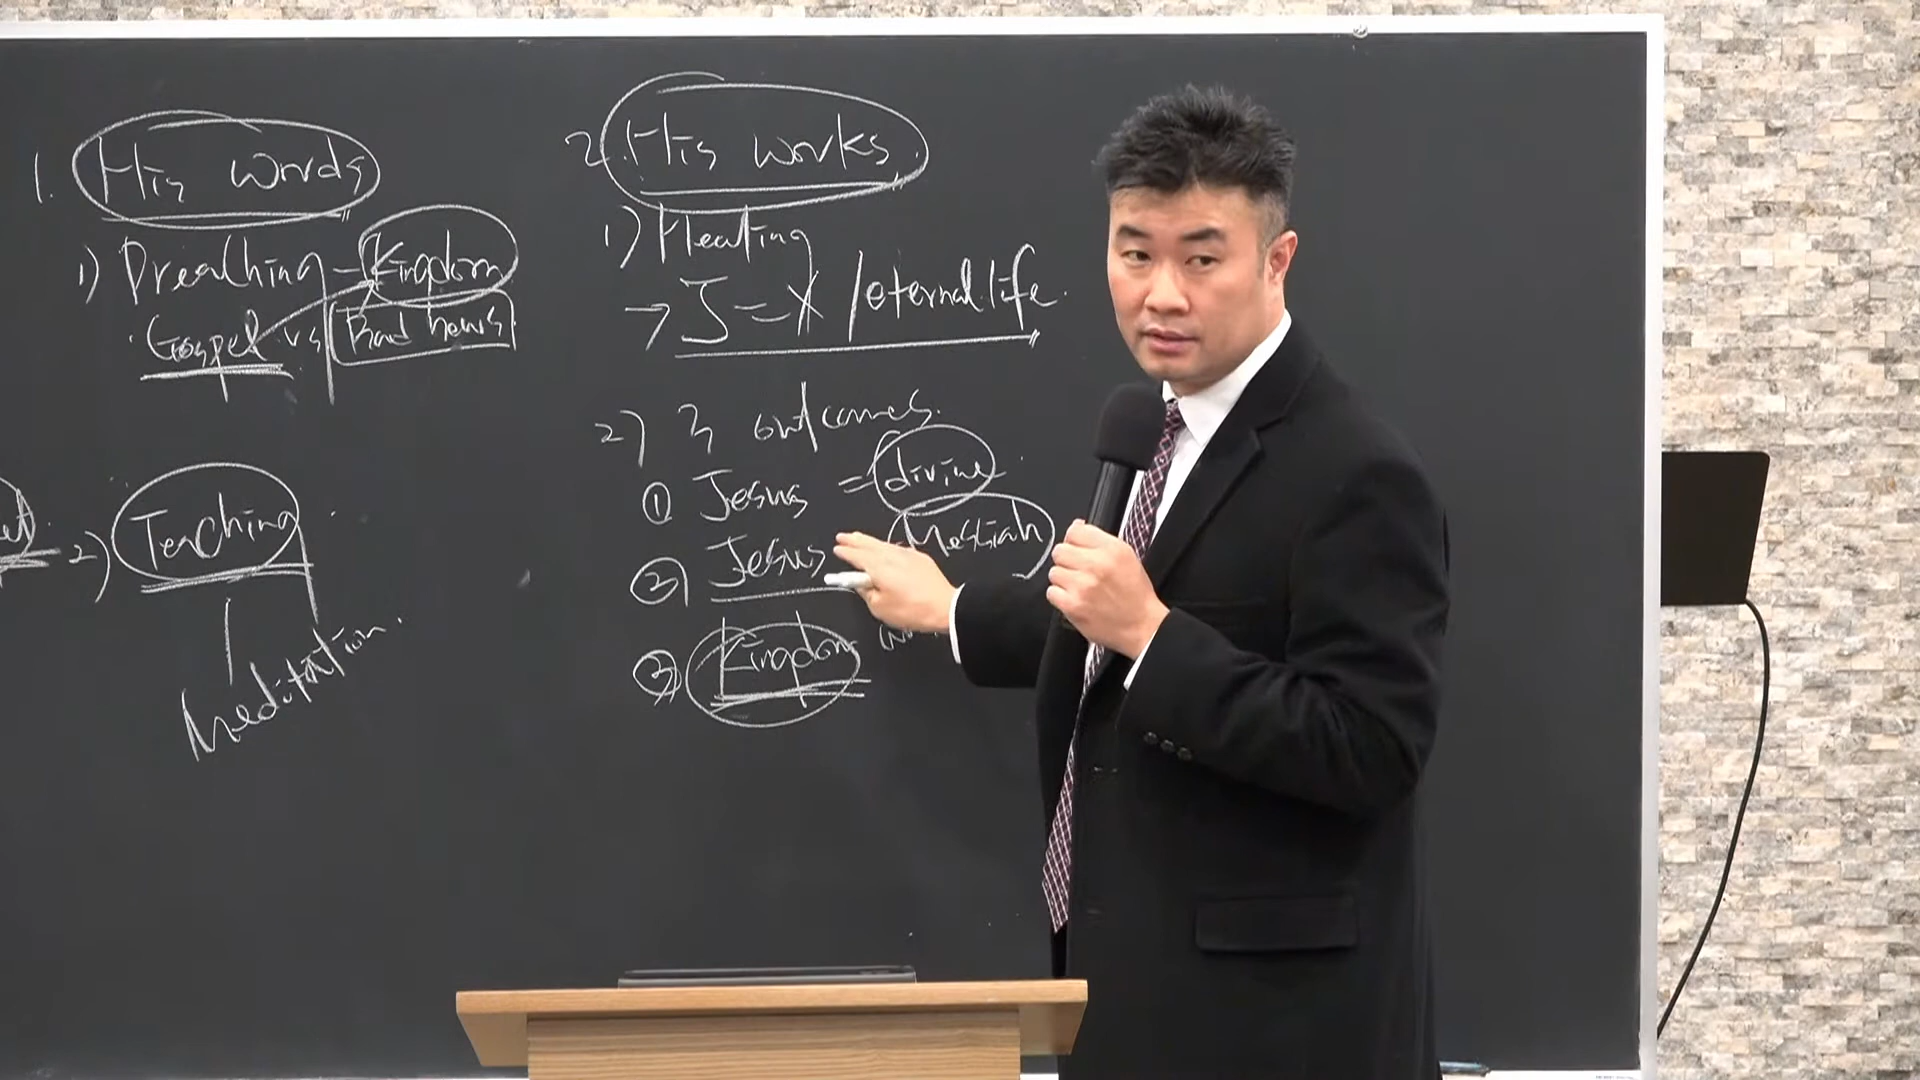 1. His words
1) Preaching - Kingdom
· Gospel vs Bad news
2) Teaching
Meditation
2. His works
1) Healing
→ J = X / eternal life
2) 3 outcomes
① Jesus = divine
② Jesus Messiah
③ Kingdom